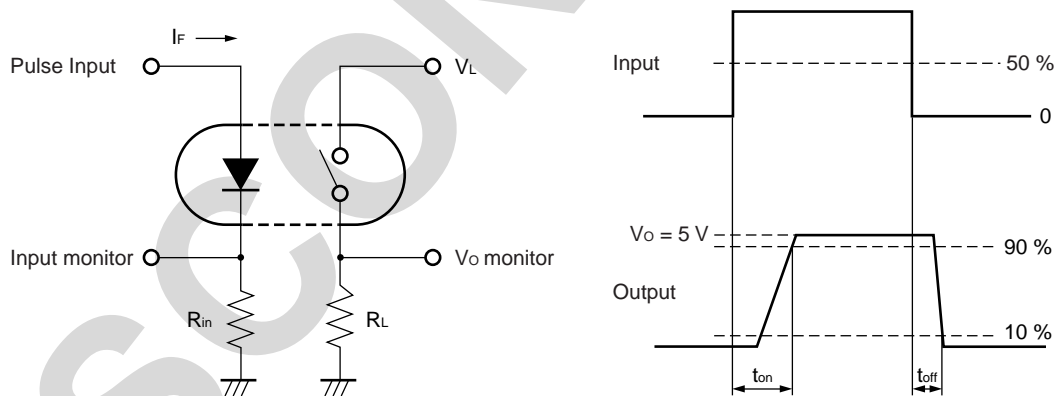 IF
Pulse Input
VL
Input monitor
VO monitor
Rin
RL
Input
50 %
0
VO = 5 V
90 %
Output
10 %
ton
toff